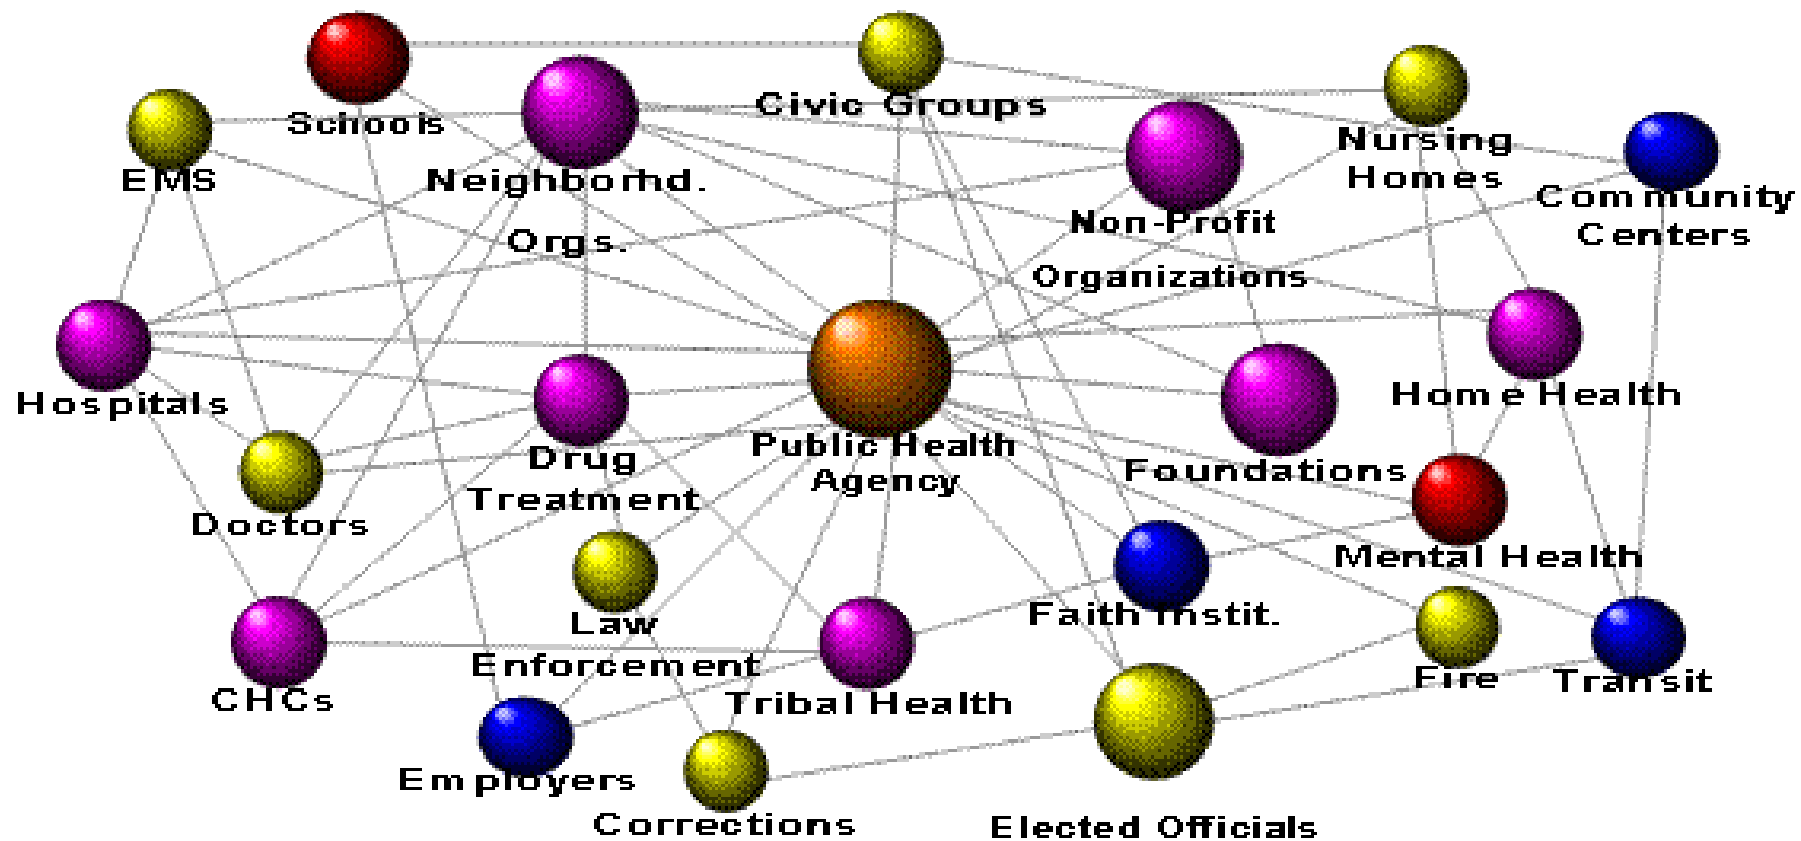 Schools
Civic Groups
EMS
Neighborhd.
Orgs.
Nursing
Homes
Community
Centers
Non-Profit
Organizations
Hospitals
Drug
Treatment
Public Health
Agency
Foundations
Home Health
Doctors
Mental Health
Law
Enforcement
Faith Instit.
CHCs
Tribal Health
Fire
Transit
Employers
Corrections
Elected Officials